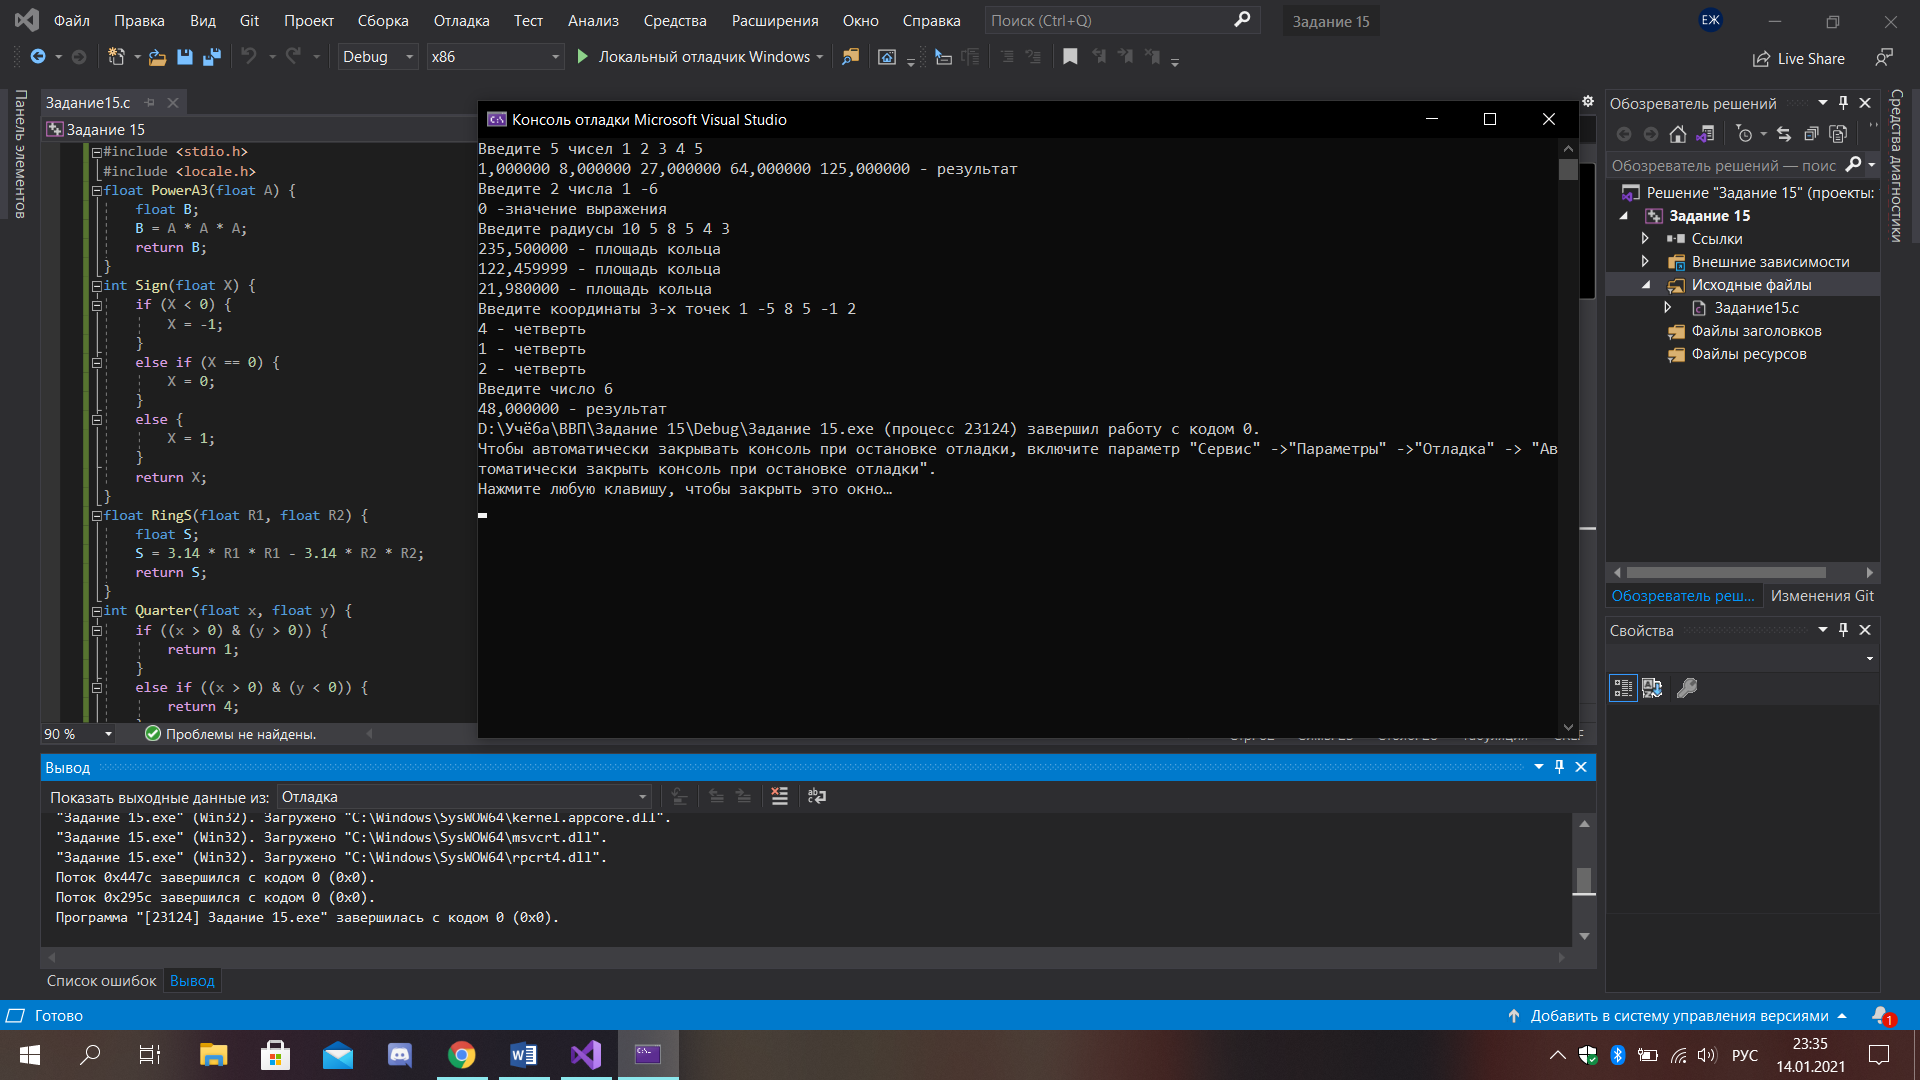 Файл Правка Вид Git Проект Сборка Отладка Тест Анализ Средства Расширения Окно Справка Поиск (Ctrl+Q) Задание 15 ЕЖ
Debug x86 Локальный отладчик Windows Live Share
Панель элементов
Задание15.c
Задание 15
#include <stdio.h>
#include <locale.h>
float PowerA3(float A) {
float B;
B = A * A * A;
return B;
}
int Sign(float X) {
if (X < 0) {
X = -1;
}
else if (X == 0) {
X = 0;
}
else {
X = 1;
}
return X;
}
float RingS(float R1, float R2) {
float S;
S = 3.14 * R1 * R1 - 3.14 * R2 * R2;
return S;
}
int Quarter(float x, float y) {
if ((x > 0) & (y > 0)) {
return 1;
}
else if ((x > 0) & (y < 0)) {
return 4;
90 % Проблемы не найдены.
Консоль отладки Microsoft Visual Studio
Введите 5 чисел 1 2 3 4 5
1,000000 8,000000 27,000000 64,000000 125,000000 - результат
Введите 2 числа 1 -6
0 -значение выражения
Введите радиусы 10 5 8 5 4 3
235,500000 - площадь кольца
122,459999 - площадь кольца
21,980000 - площадь кольца
Введите координаты 3-х точек 1 -5 8 5 -1 2
4 - четверть
1 - четверть
2 - четверть
Введите число 6
48,000000 - результат
D:\Учёба\ВВП\Задание 15\Debug\Задание 15.exe (процесс 23124) завершил работу с кодом 0.
Чтобы автоматически закрывать консоль при остановке отладки, включите параметр "Сервис" ->"Параметры" ->"Отладка" -> "Ав
томатически закрыть консоль при остановке отладки".
Нажмите любую клавишу, чтобы закрыть это окно…
Обозреватель решений
Обозреватель решений — поис
Решение "Задание 15" (проекты:
Задание 15
Ссылки
Внешние зависимости
Исходные файлы
Задание15.c
Файлы заголовков
Файлы ресурсов
Обозреватель реш... Изменения Git
Свойства
Средства диагностики
Вывод
Показать выходные данные из: Отладка
"Задание 15.exe" (Win32). Загружено "C:\Windows\SysWOW64\kernel.appcore.dll".
"Задание 15.exe" (Win32). Загружено "C:\Windows\SysWOW64\msvcrt.dll".
"Задание 15.exe" (Win32). Загружено "C:\Windows\SysWOW64\rpcrt4.dll".
Поток 0x447c завершился с кодом 0 (0x0).
Поток 0x295c завершился с кодом 0 (0x0).
Программа "[23124] Задание 15.exe" завершилась с кодом 0 (0x0).
Список ошибок Вывод
Готово Добавить в систему управления версиями 1
РУС 23:35
14.01.2021